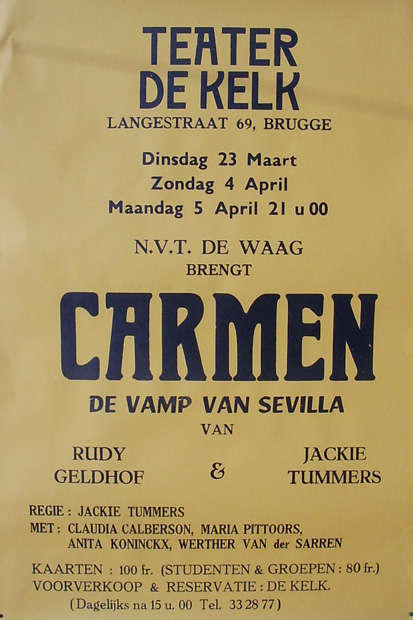 TEATER
DE KELK
LANGESTRAAT 69, BRUGGE
Dinsdag 23 Maart
Zondag 4 April
Maandag 5 April 21 u 00
N.V.T. DE WAAG
BRENGT
CARMEN
DE VAMP VAN SEVILLA
VAN
RUDY GELDHOF & JACKIE TUMMERS
REGIE : JACKIE TUMMERS
MET : CLAUDIA CALBERSON, MARIA PITTOORS,
ANITA KONINCKX, WERTHER VAN der SARREN
KAARTEN : 100 fr. (STUDENTEN & GROEPEN : 80 fr.)
VOORVERKOOP & RESERVATIE : DE KELK.
(Dagelijks na 15 u. 00 Tel. 33 28 77)